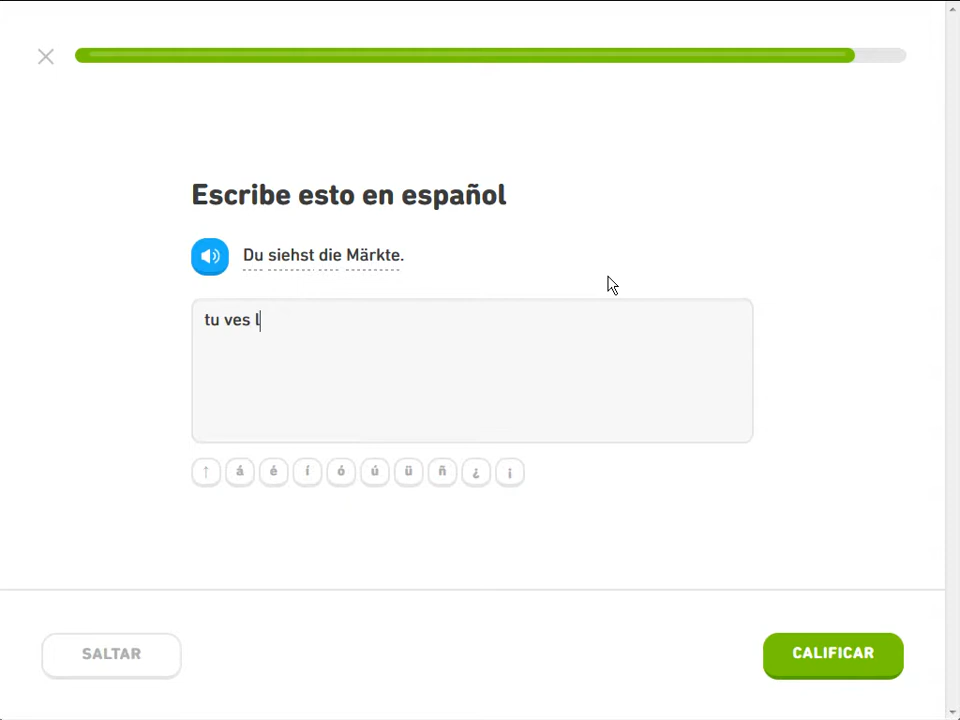 Escribe esto en español
Du siehst die Märkte.
tu ves l
↑ á é í ó ú ü ñ ¿ ¡
SALTAR
CALIFICAR